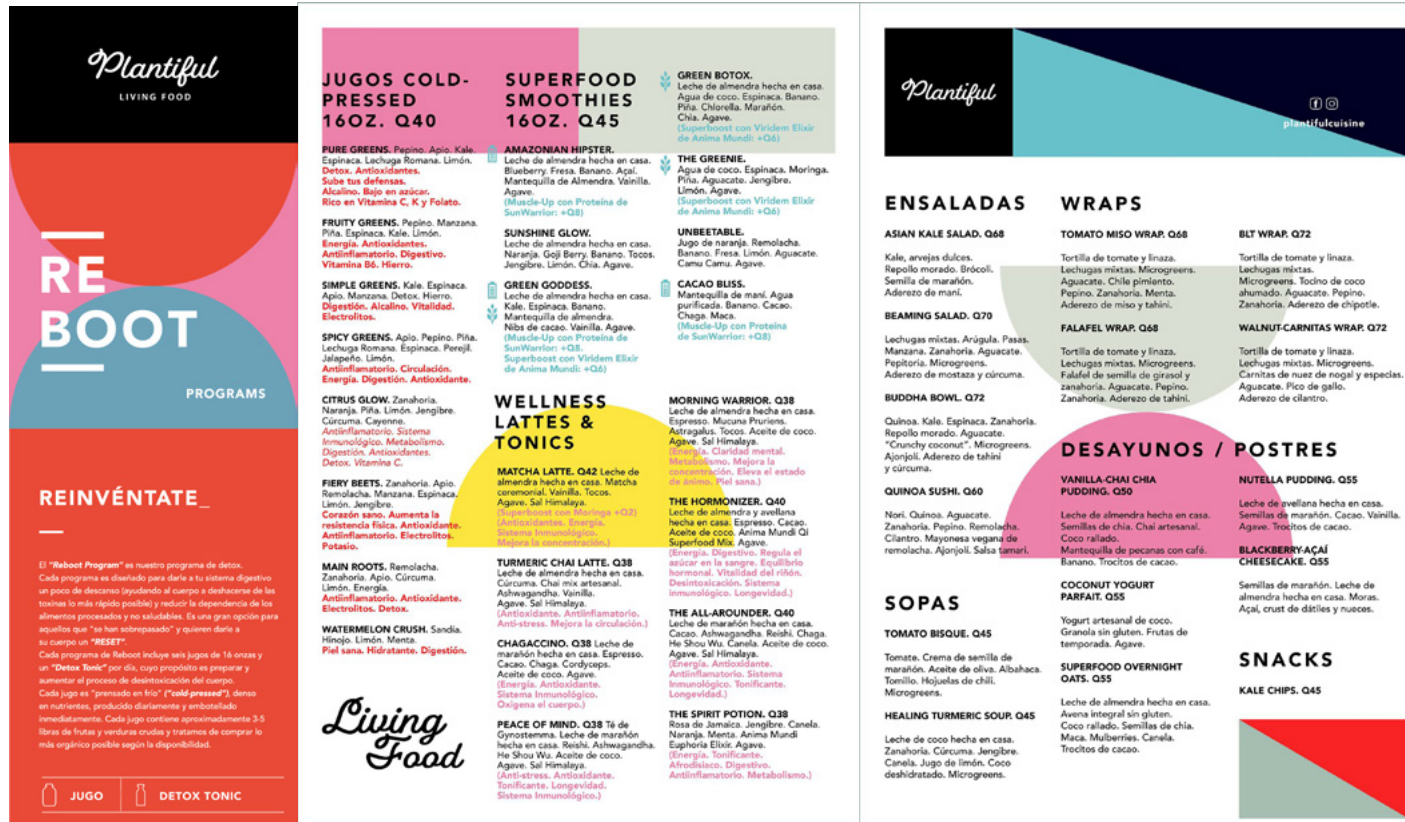 Plantiful
LIVING FOOD
RE
BOOT
PROGRAMS
REINVÉNTATE_
El "Reboot Program" es nuestro programa de detox.
Cada programa es diseñado para darle a tu sistema digestivo
un poco de descanso (ayudando al cuerpo a deshacerse de las
toxinas lo más rápido posible) y reducir la dependencia de los
alimentos procesados y no saludables. Es una gran opción para
aquellos que "se han sobrepasado" y quieren darle a
su cuerpo un "RESET".
Cada programa de Reboot incluye seis jugos de 16 onzas y
un "Detox Tonic" por día, cuyo propósito es preparar y
aumentar el proceso de desintoxicación del cuerpo.
Cada jugo es "prensado en frío" ("cold-pressed"), denso
en nutrientes, producido diariamente y embotellado
inmediatamente. Cada jugo contiene aproximadamente 3-5
libras de frutas y verduras crudas y tratamos de comprar lo
más orgánico posible según la disponibilidad.
JUGO
DETOX TONIC
JUGOS COLD-
PRESSED
16OZ. Q40
PURE GREENS. Pepino. Apio. Kale.
Espinaca. Lechuga Romana. Limón.
Detox. Antioxidantes.
Sube tus defensas.
Alcalino. Bajo en azúcar.
Rico en Vitamina C, K y Folato.
FRUITY GREENS. Pepino. Manzana.
Piña. Espinaca. Kale. Limón.
Energía. Antioxidantes.
Antiinflamatorio. Digestivo.
Vitamina B6. Hierro.
SIMPLE GREENS. Kale. Espinaca.
Apio. Manzana. Detox. Hierro.
Digestión. Alcalino. Vitalidad.
Electrolitos.
SPICY GREENS. Apio. Pepino. Piña.
Lechuga Romana. Espinaca. Perejil.
Jalapeño. Limón.
Antiinflamatorio. Circulación.
Energía. Digestión. Antioxidante.
CITRUS GLOW. Zanahoria.
Naranja. Piña. Limón. Jengibre.
Cúrcuma. Cayenne.
Antiinflamatorio. Sistema
Inmunológico. Metabolismo.
Digestión. Antioxidantes.
Detox. Vitamina C.
FIERY BEETS. Zanahoria. Apio.
Remolacha. Manzana. Espinaca.
Limón. Jengibre.
Corazón sano. Aumenta la
resistencia física. Antioxidante.
Antiinflamatorio. Electrolitos.
Potasio.
MAIN ROOTS. Remolacha.
Zanahoria. Apio. Cúrcuma.
Limón. Energía.
Antiinflamatorio. Antioxidante.
Electrolitos. Detox.
WATERMELON CRUSH. Sandía.
Hinojo. Limón. Menta.
Piel sana. Hidratante. Digestión.
Living
Food
SUPERFOOD
SMOOTHIES
16OZ. Q45
AMAZONIAN HIPSTER.
Leche de almendra hecha en casa.
Blueberry. Fresa. Banano. Açaí.
Mantequilla de Almendra. Vainilla.
Agave.
(Muscle-Up con Proteína de
SunWarrior: +Q8)
SUNSHINE GLOW.
Leche de almendra hecha en casa.
Naranja. Goji Berry. Banano. Tocos.
Jengibre. Limón. Chia. Agave.
GREEN GODDESS.
Leche de almendra hecha en casa.
Kale. Espinaca. Banano.
Mantequilla de almendra.
Nibs de cacao. Vainilla. Agave.
(Muscle-Up con Proteína de
SunWarrior: +Q8.
Superboost con Viridem Elixir
de Anima Mundi: +Q6)
GREEN BOTOX.
Leche de almendra hecha en casa.
Agua de coco. Espinaca. Banano.
Piña. Chlorella. Marañón.
Chia. Agave.
(Superboost con Viridem Elixir
de Anima Mundi: +Q6)
THE GREENIE.
Agua de coco. Espinaca. Moringa.
Piña. Aguacate. Jengibre.
Limón. Agave.
(Superboost con Viridem Elixir
de Anima Mundi: +Q6)
UNBEETABLE.
Jugo de naranja. Remolacha.
Banano. Fresa. Limón. Aguacate.
Camu Camu. Agave.
CACAO BLISS.
Mantequilla de maní. Agua
purificada. Banano. Cacao.
Chaga. Maca.
(Muscle-Up con Proteína
de SunWarrior: +Q8)
WELLNESS
LATTES &
TONICS
MATCHA LATTE. Q42 Leche de
almendra hecha en casa. Matcha
ceremonial. Vainilla. Tocos.
Agave. Sal Himalaya.
(Superboost con Moringa +Q2)
(Antioxidantes. Energía.
Sistema Inmunológico.
Mejora la concentración.)
TURMERIC CHAI LATTE. Q38
Leche de almendra hecha en casa.
Cúrcuma. Chai mix artesanal.
Ashwagandha. Vainilla.
Agave. Sal Himalaya.
(Antioxidante. Antiinflamatorio.
Anti-stress. Mejora la circulación.)
CHAGACCINO. Q38 Leche de
marañón hecha en casa. Espresso.
Cacao. Chaga. Cordyceps.
Aceite de coco. Agave.
(Energía. Antioxidante.
Sistema Inmunológico.
Oxigena el cuerpo.)
PEACE OF MIND. Q38 Té de
Gynostemma. Leche de marañón
hecha en casa. Reishi. Ashwagandha.
He Shou Wu. Aceite de coco.
Agave. Sal Himalaya.
(Anti-stress. Antioxidante.
Tonificante. Longevidad.
Sistema Inmunológico.)
MORNING WARRIOR. Q38
Leche de almendra hecha en casa.
Espresso. Mucuna Pruriens.
Astragalus. Tocos. Aceite de coco.
Agave. Sal Himalaya.
(Energía. Claridad mental.
Metabolismo. Mejora la
concentración. Eleva el estado
de ánimo. Piel sana.)
THE HORMONIZER. Q40
Leche de almendra y avellana
hecha en casa. Espresso. Cacao.
Aceite de coco. Anima Mundi Qi
Superfood Mix. Agave.
(Energía. Digestivo. Regula el
azúcar en la sangre. Equilibrio
hormonal. Vitalidad del riñón.
Desintoxicación. Sistema
inmunológico. Longevidad.)
THE ALL-AROUNDER. Q40
Leche de marañón hecha en casa.
Cacao. Ashwagandha. Reishi. Chaga.
He Shou Wu. Canela. Aceite de coco.
Agave. Sal Himalaya.
(Energía. Antioxidante.
Antiinflamatorio. Sistema
Inmunológico. Tonificante.
Longevidad.)
THE SPIRIT POTION. Q38
Rosa de Jamaica. Jengibre. Canela.
Naranja. Menta. Anima Mundi
Euphoria Elixir. Agave.
(Energía. Tonificante.
Afrodisiaco. Digestivo.
Antiinflamatorio. Metabolismo.)
Plantiful
plantifulcuisine
ENSALADAS
ASIAN KALE SALAD. Q68
Kale, arvejas dulces.
Repollo morado. Brócoli.
Semilla de marañón.
Aderezo de maní.
BEAMING SALAD. Q70
Lechugas mixtas. Arúgula. Pasas.
Manzana. Zanahoria. Aguacate.
Pepitoria. Microgreens.
Aderezo de mostaza y cúrcuma.
BUDDHA BOWL. Q72
Quinoa. Kale. Espinaca. Zanahoria.
Repollo morado. Aguacate.
"Crunchy coconut". Microgreens.
Ajonjolí. Aderezo de tahini
y cúrcuma.
QUINOA SUSHI. Q60
Nori. Quinoa. Aguacate.
Zanahoria. Pepino. Remolacha.
Cilantro. Mayonesa vegana de
remolacha. Ajonjolí. Salsa tamari.
SOPAS
TOMATO BISQUE. Q45
Tomate. Crema de semilla de
marañón. Aceite de oliva. Albahaca.
Tomillo. Hojuelas de chili.
Microgreens.
HEALING TURMERIC SOUP. Q45
Leche de coco hecha en casa.
Zanahoria. Cúrcuma. Jengibre.
Canela. Jugo de limón. Coco
deshidratado. Microgreens.
WRAPS
TOMATO MISO WRAP. Q68
Tortilla de tomate y linaza.
Lechugas mixtas. Microgreens.
Aguacate. Chile pimiento.
Pepino. Zanahoria. Menta.
Aderezo de miso y tahini.
FALAFEL WRAP. Q68
Tortilla de tomate y linaza.
Lechugas mixtas. Microgreens.
Falafel de semilla de girasol y
zanahoria. Aguacate. Pepino.
Zanahoria. Aderezo de tahini.
BLT WRAP. Q72
Tortilla de tomate y linaza.
Lechugas mixtas.
Microgreens. Tocino de coco
ahumado. Aguacate. Pepino.
Zanahoria. Aderezo de chipotle.
WALNUT-CARNITAS WRAP. Q72
Tortilla de tomate y linaza.
Lechugas mixtas. Microgreens.
Carnitas de nuez de nogal y especias.
Aguacate. Pico de gallo.
Aderezo de cilantro.
DESAYUNOS / POSTRES
VANILLA-CHAI CHIA
PUDDING. Q50
Leche de almendra hecha en casa.
Semillas de chia. Chai artesanal.
Coco rallado.
Mantequilla de pecanas con café.
Banano. Trocitos de cacao.
COCONUT YOGURT
PARFAIT. Q55
Yogurt artesanal de coco.
Granola sin gluten. Frutas de
temporada. Agave.
SUPERFOOD OVERNIGHT
OATS. Q55
Leche de almendra hecha en casa.
Avena integral sin gluten.
Coco rallado. Semillas de chia.
Maca. Mulberries. Canela.
Trocitos de cacao.
NUTELLA PUDDING. Q55
Leche de avellana hecha en casa.
Semillas de marañón. Cacao. Vainilla.
Agave. Trocitos de cacao.
BLACKBERRY-AÇAÍ
CHEESECAKE. Q55
Semillas de marañón. Leche de
almendra hecha en casa. Moras.
Açaí, crust de dátiles y nueces.
SNACKS
KALE CHIPS. Q45